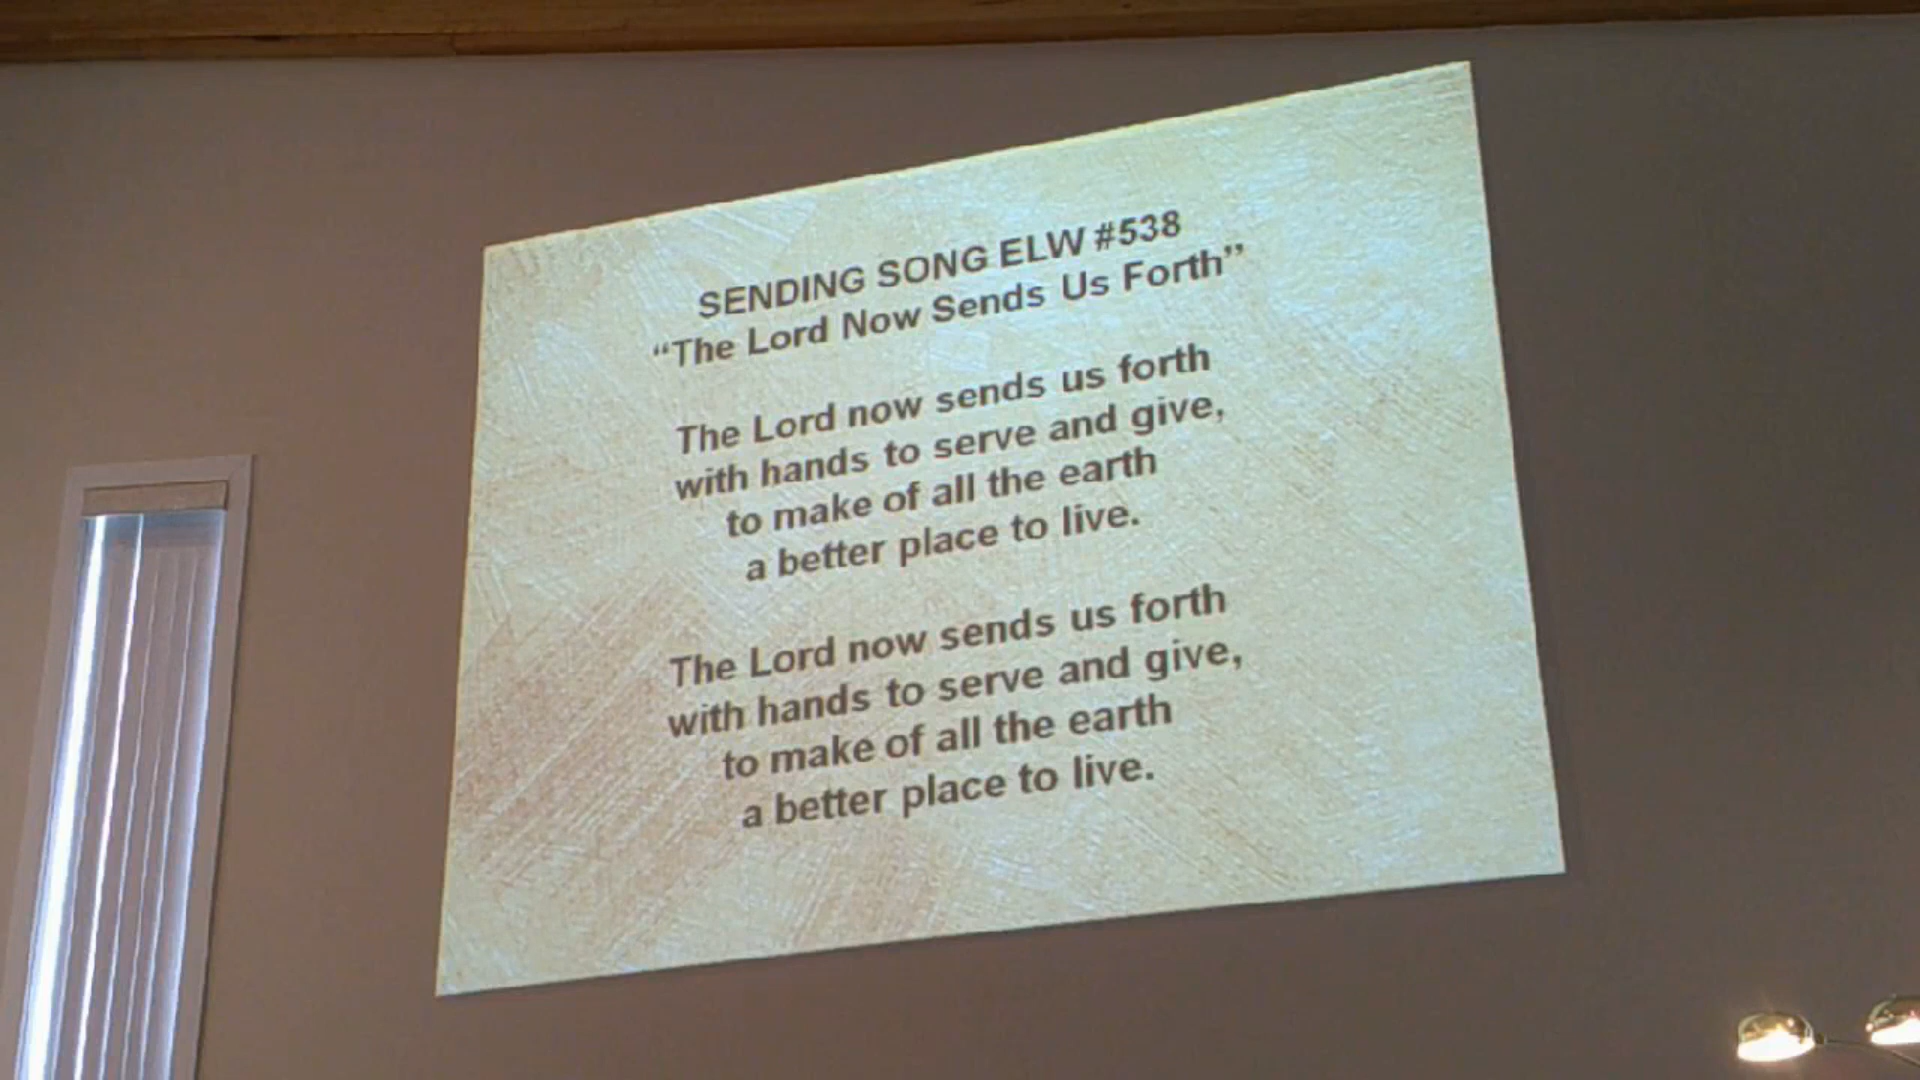 SENDING SONG ELW #538
“The Lord Now Sends Us Forth”
The Lord now sends us forth
with hands to serve and give,
to make of all the earth
a better place to live.
The Lord now sends us forth
with hands to serve and give,
to make of all the earth
a better place to live.